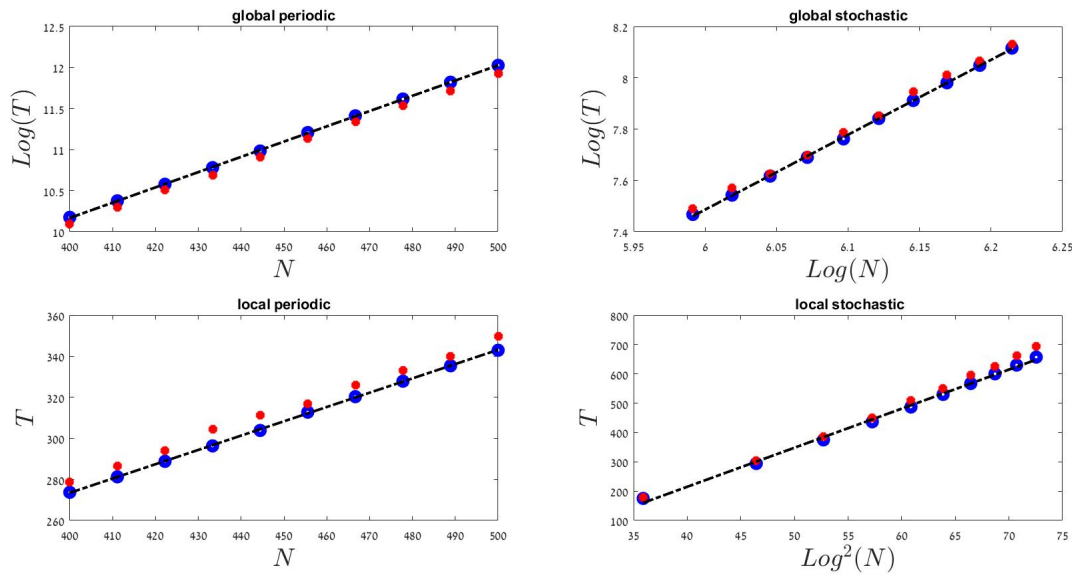 global periodic
Log(T)
12.5
12
11.5
11
10.5
10
400 410 420 430 440 450 460 470 480 490 500
N
global stochastic
Log(T)
8.2
8
7.8
7.6
7.4
5.95 6 6.05 6.1 6.15 6.2 6.25
Log(N)
local periodic
T
360
340
320
300
280
260
400 410 420 430 440 450 460 470 480 490 500
N
local stochastic
T
800
700
600
500
400
300
200
100
35 40 45 50 55 60 65 70 75
Log²(N)